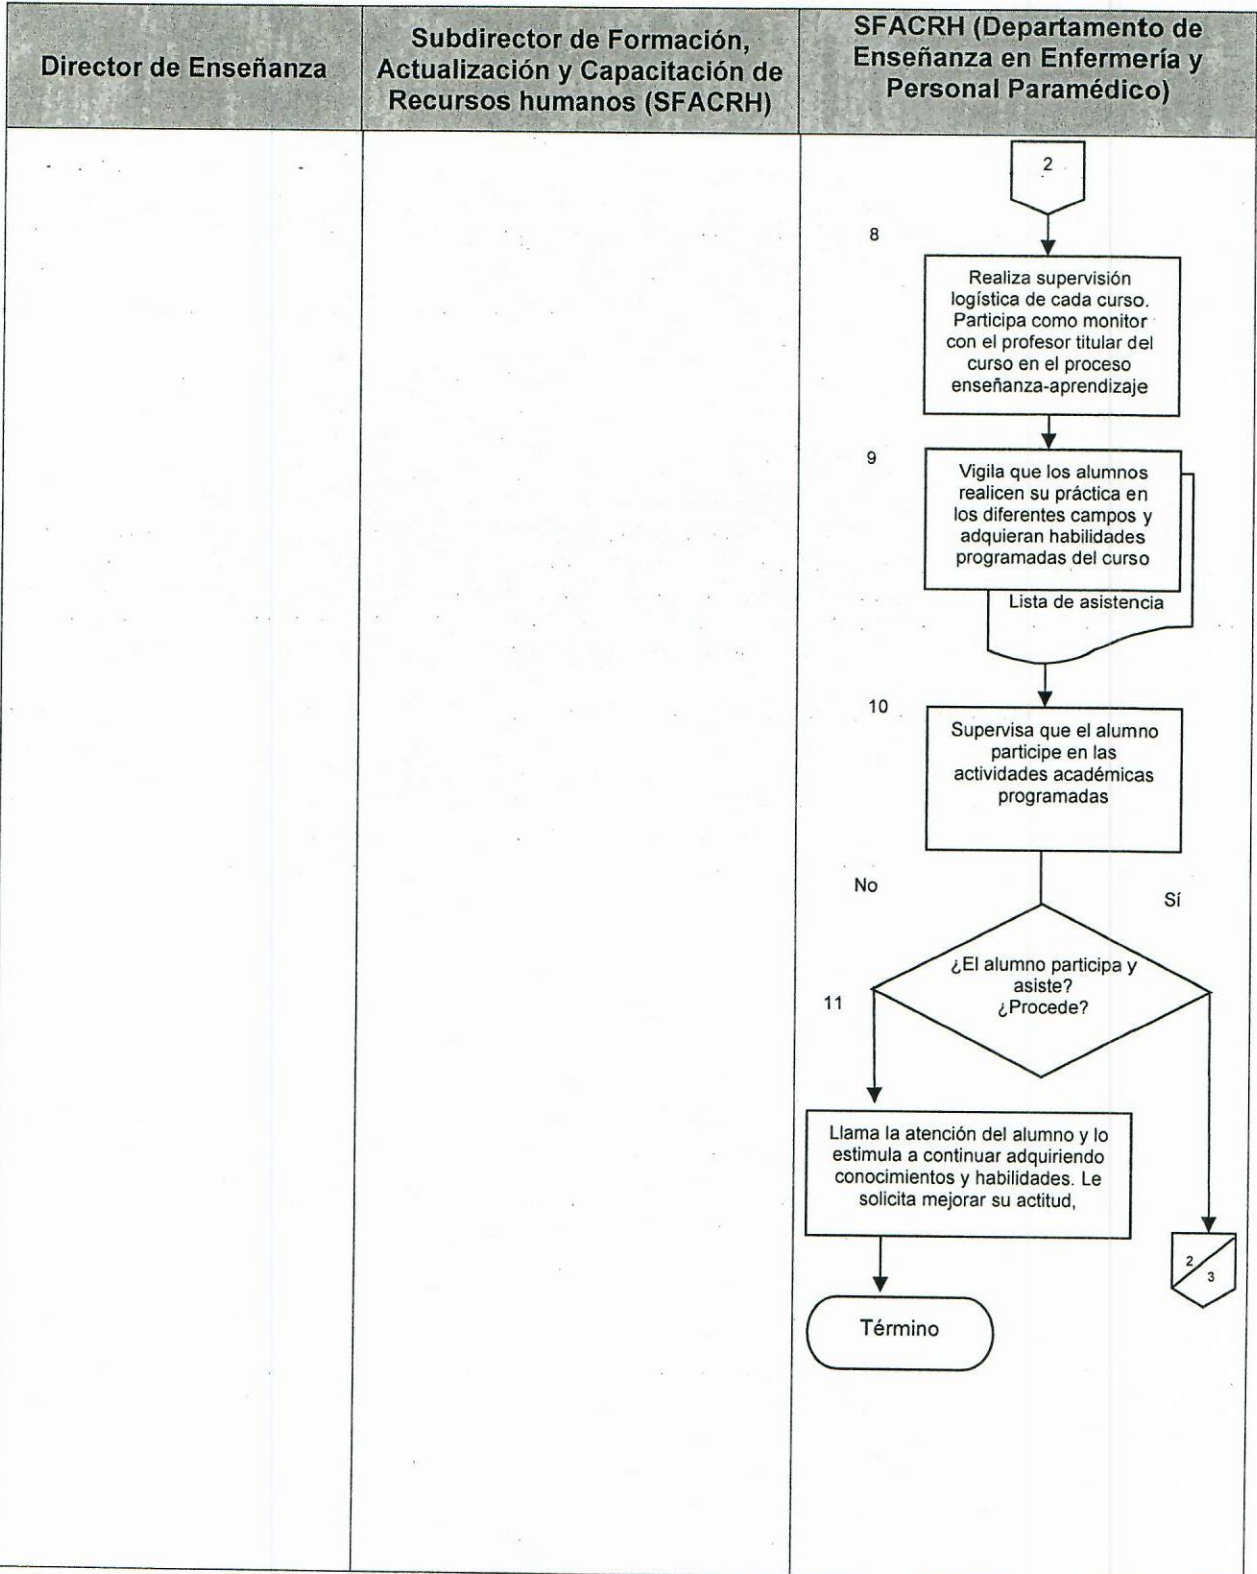 Director de Enseñanza
Subdirector de Formación,
Actualización y Capacitación de
Recursos humanos (SFACRH)
SFACRH (Departamento de
Enseñanza en Enfermería y
Personal Paramédico)
2
8
Realiza supervisión
logística de cada curso.
Participa como monitor
con el profesor titular del
curso en el proceso
enseñanza-aprendizaje
9
Vigila que los alumnos
realicen su práctica en
los diferentes campos y
adquieran habilidades
programadas del curso
Lista de asistencia
10
Supervisa que el alumno
participe en las
actividades académicas
programadas
No
Sí
¿El alumno participa y
asiste?
¿Procede?
11
Llama la atención del alumno y lo
estimula a continuar adquiriendo
conocimientos y habilidades. Le
solicita mejorar su actitud,
2
3
Término